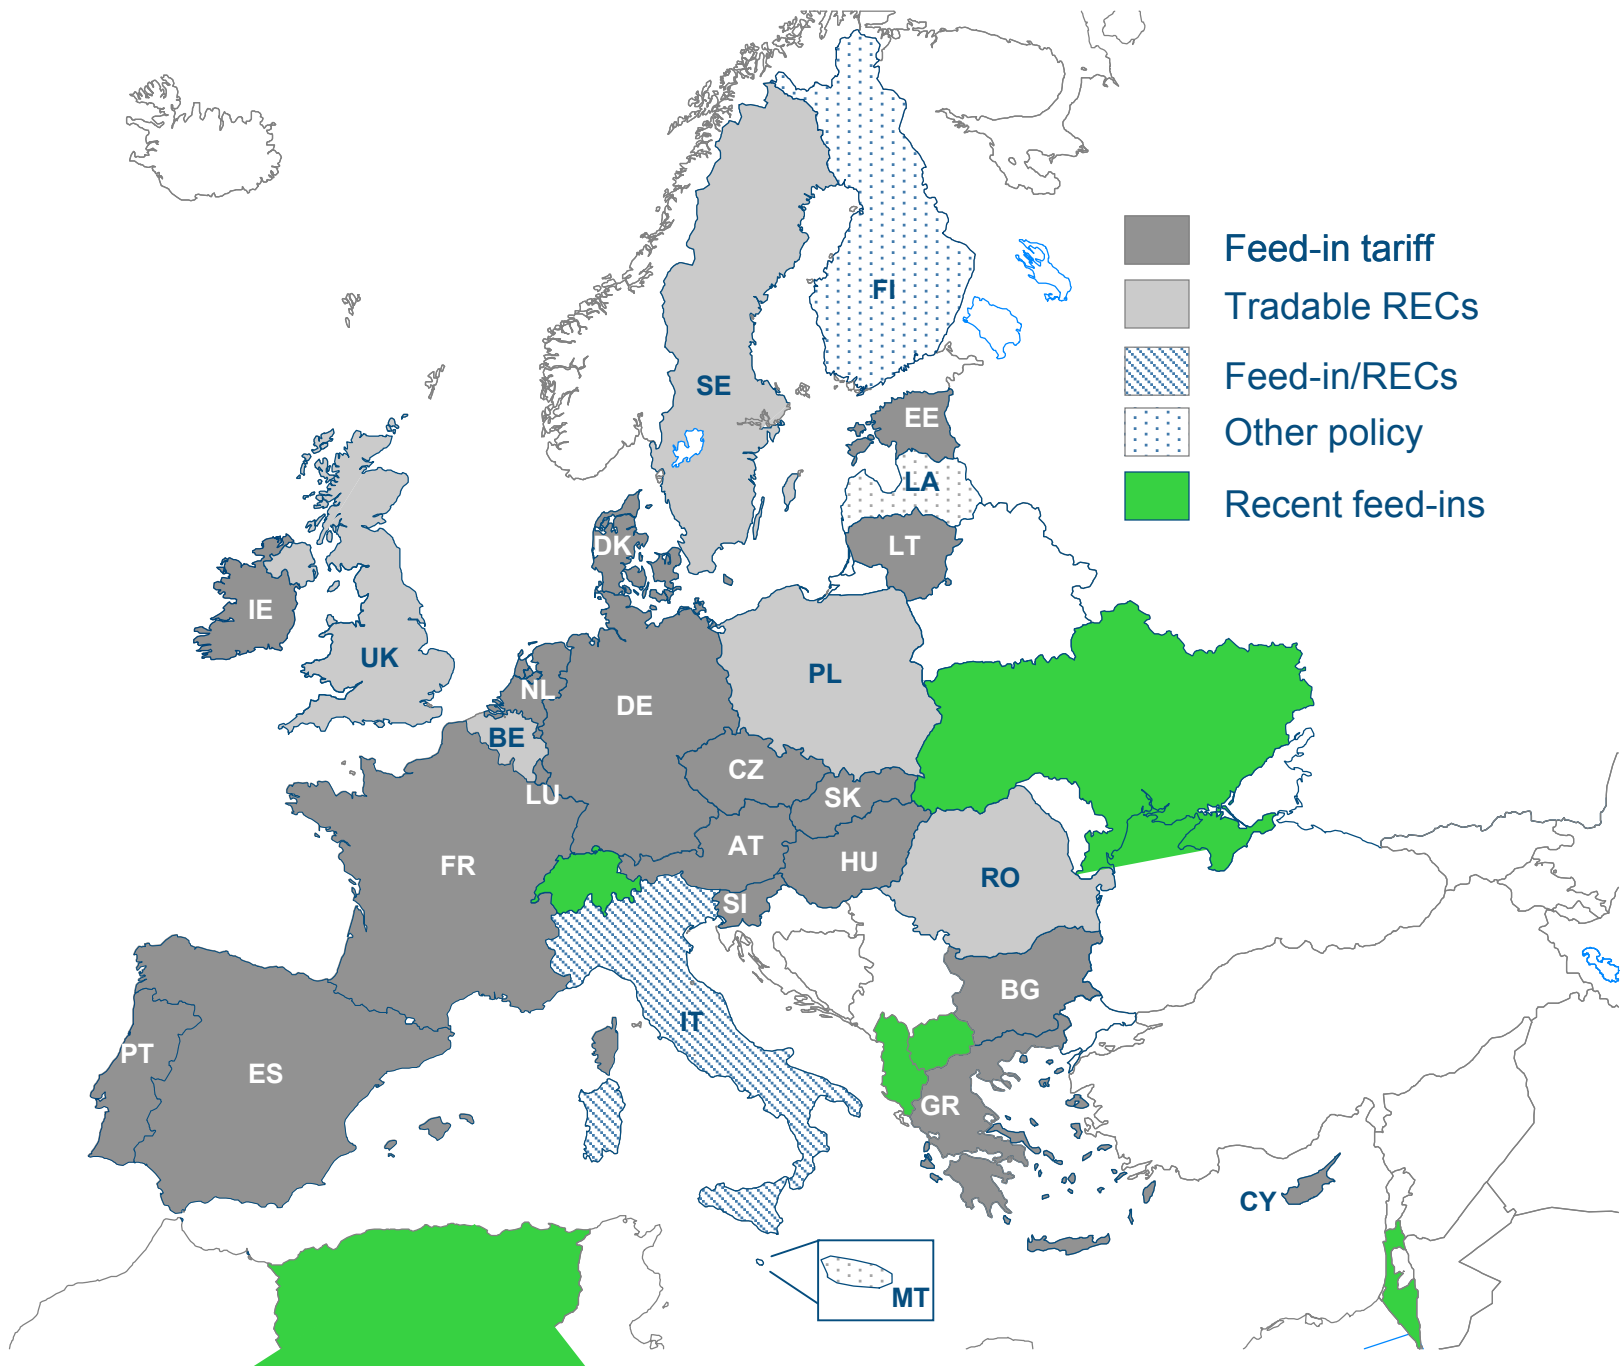 Feed-in tariff
Tradable RECs
Feed-in/RECs
Other policy
Recent feed-ins
FI
SE
EE
LA
LT
DK
IE
UK
PL
NL
DE
BE
CZ
LU
SK
AT
HU
FR
RO
SI
BG
IT
PT
ES
GR
CY
MT